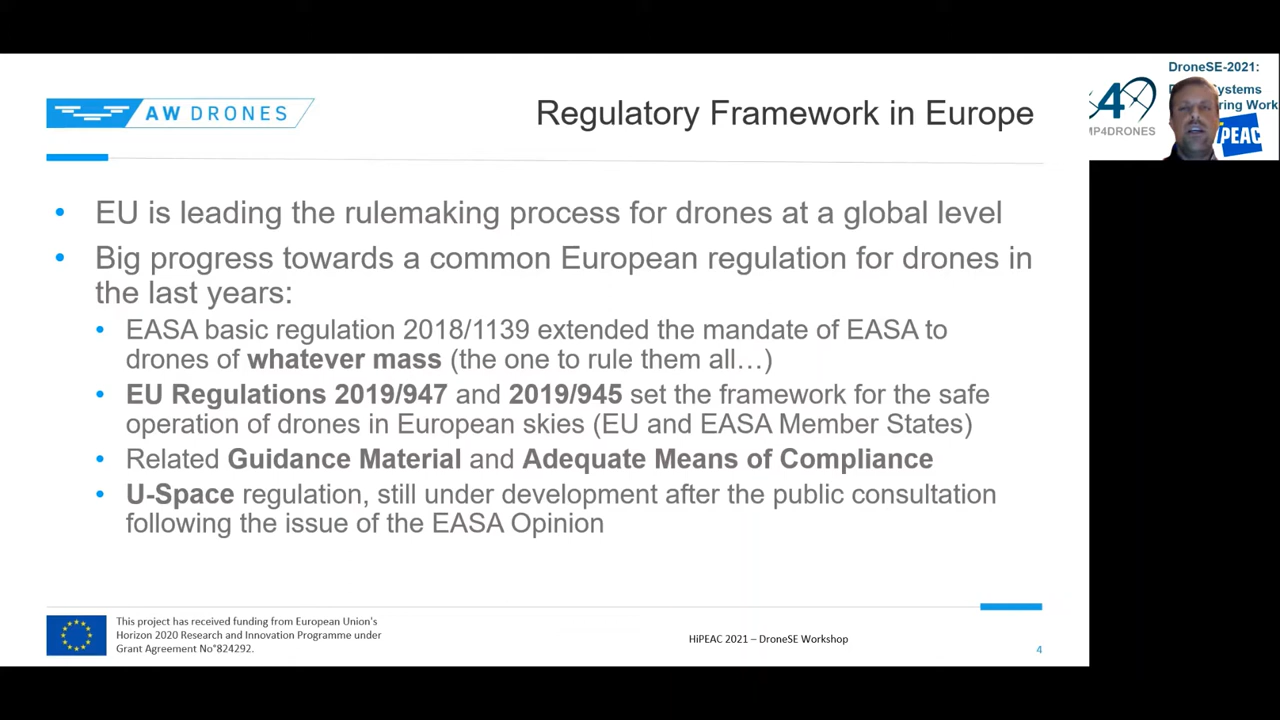 AW DRONES
Regulatory Framework in Europe
DroneSE-2021:
ystems
ring Work
4
MP4DRONES
iPEAC
• EU is leading the rulemaking process for drones at a global level
• Big progress towards a common European regulation for drones in
the last years:
• EASA basic regulation 2018/1139 extended the mandate of EASA to
drones of whatever mass (the one to rule them all…)
• EU Regulations 2019/947 and 2019/945 set the framework for the safe
operation of drones in European skies (EU and EASA Member States)
• Related Guidance Material and Adequate Means of Compliance
• U-Space regulation, still under development after the public consultation
following the issue of the EASA Opinion
This project has received funding from European Union's
Horizon 2020 Research and Innovation Programme under
Grant Agreement No°824292.
HiPEAC 2021 – DroneSE Workshop
4